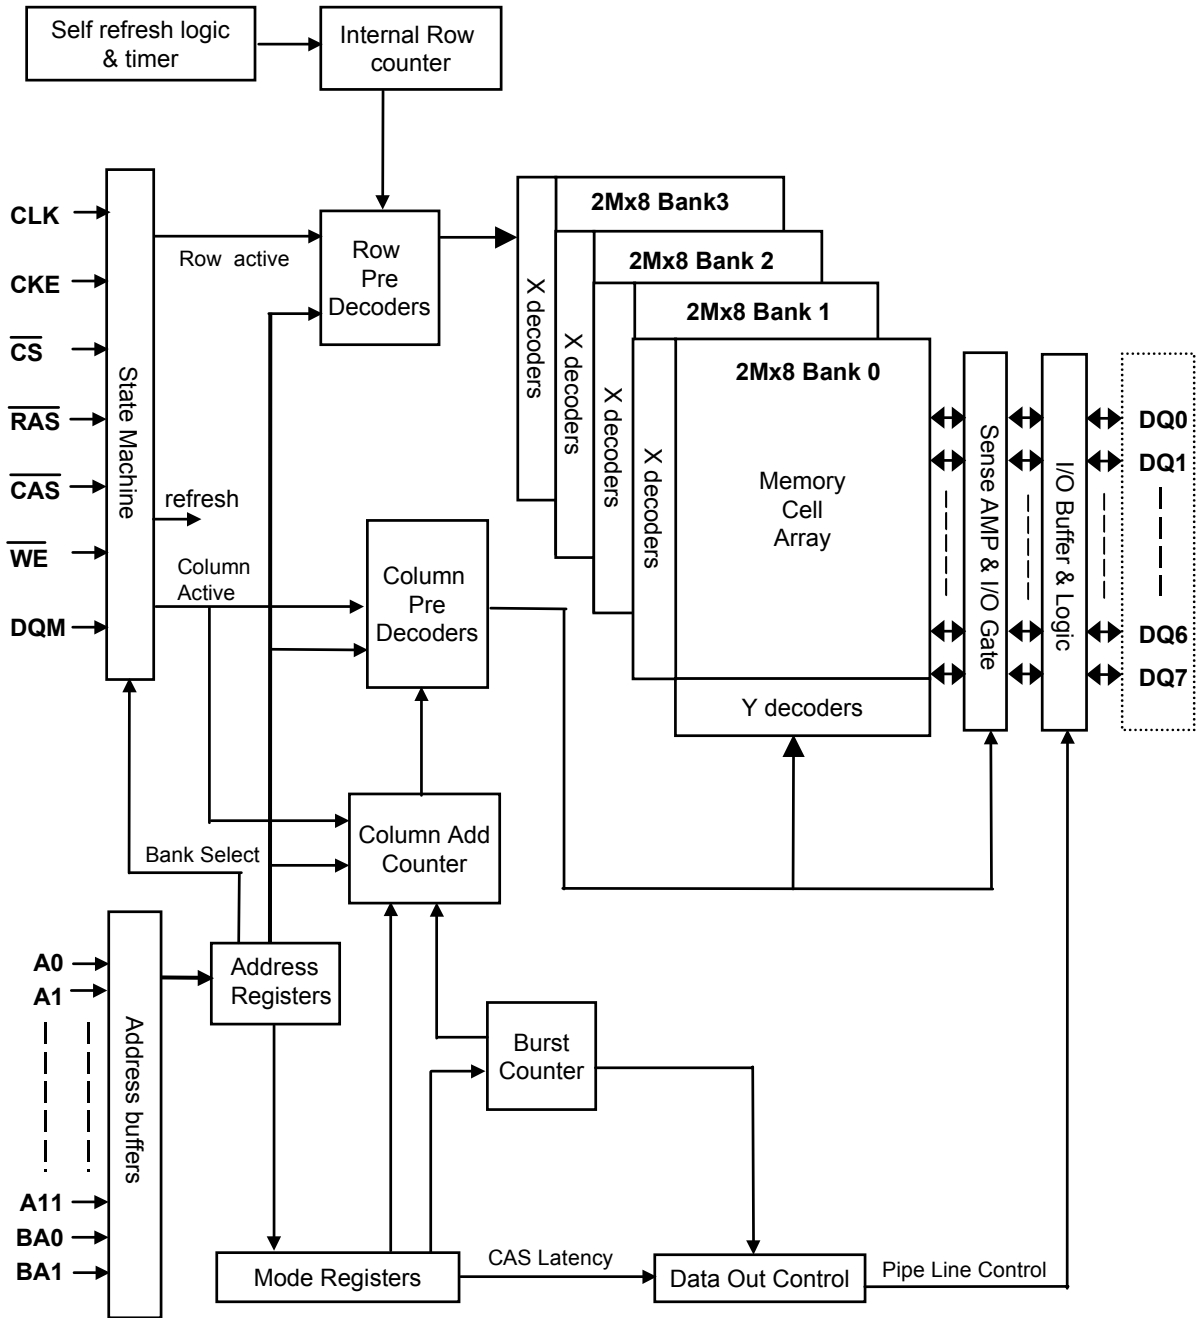 Self refresh logic
& timer
Internal Row
counter
CLK
CKE
CS
RAS
CAS
WE
DQM
State Machine
Row active
refresh
Column
Active
Bank Select
Row
Pre
Decoders
Column
Pre
Decoders
Column Add
Counter
2Mx8 Bank3
2Mx8 Bank 2
2Mx8 Bank 1
2Mx8 Bank 0
X decoders
X decoders
X decoders
X decoders
Memory
Cell
Array
Y decoders
Sense AMP & I/O Gate
I/O Buffer & Logic
DQ0
DQ1
DQ6
DQ7
A0
A1
A11
BA0
BA1
Address buffers
Address
Registers
Burst
Counter
Mode Registers
CAS Latency
Data Out Control
Pipe Line Control